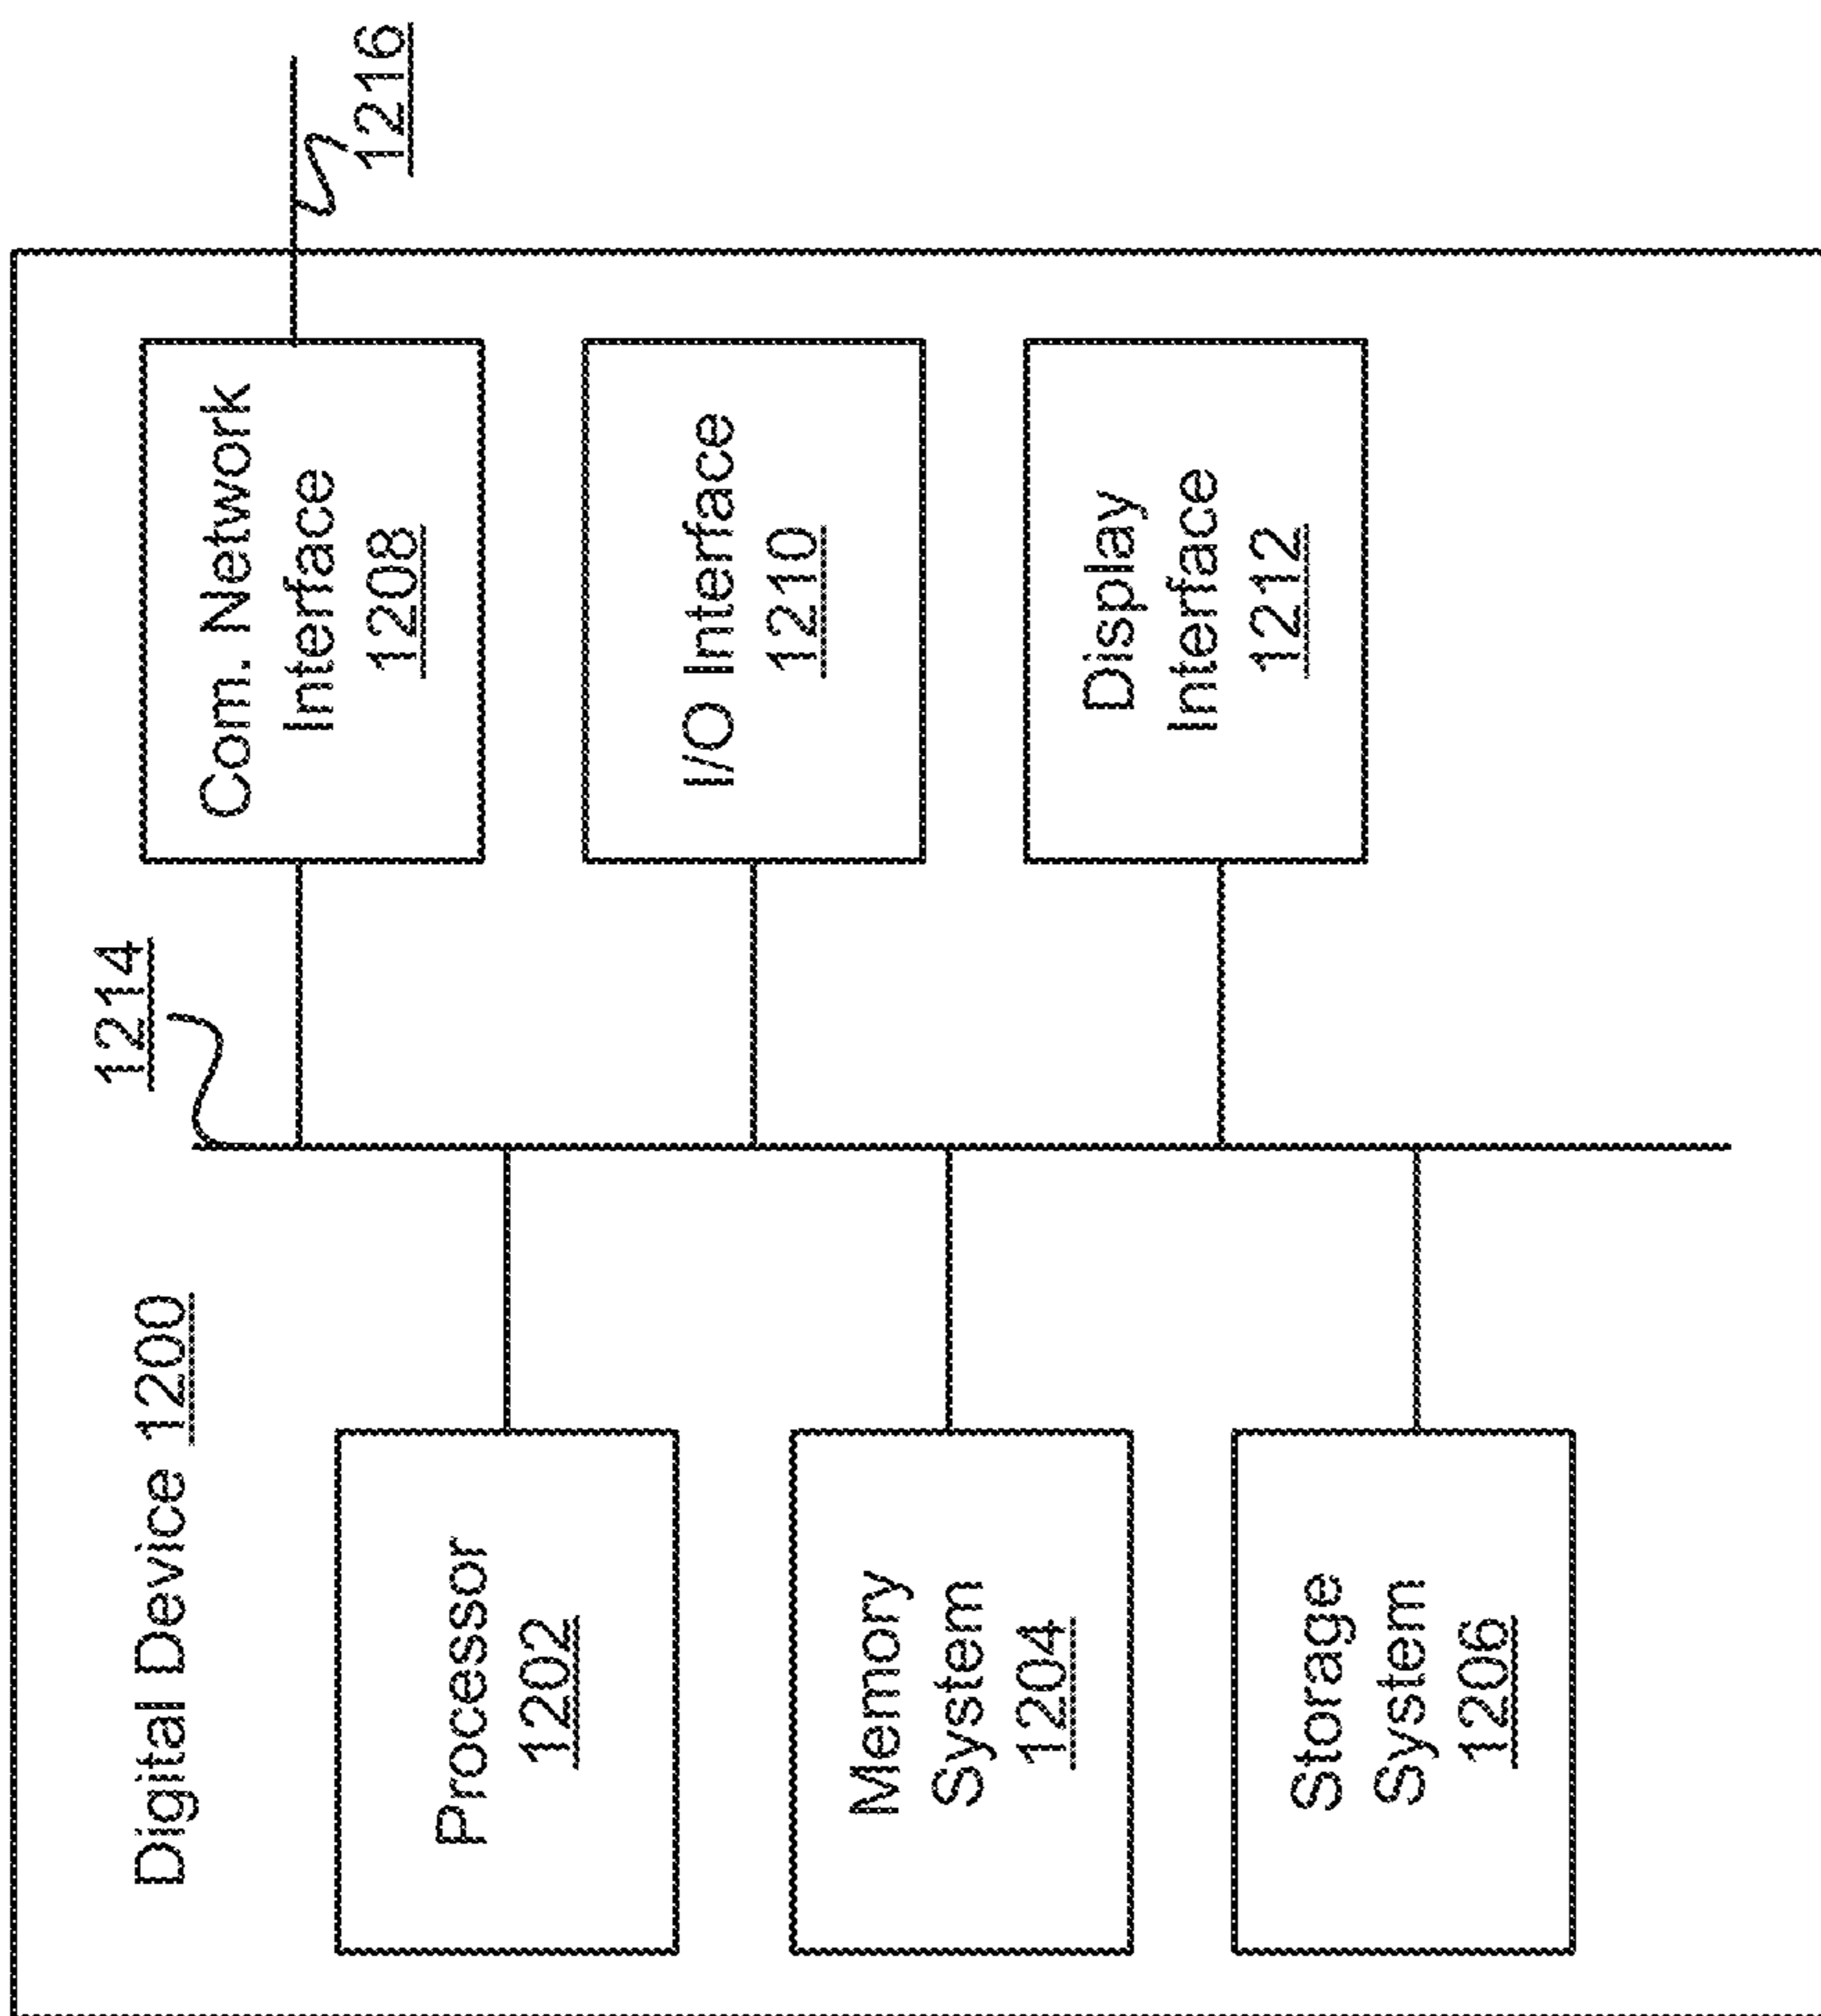 Digital Device 1200
1214
1216
Processor
1202
Memory
System
1204
Storage
System
1206
Com. Network
Interface
1208
I/O Interface
1210
Display
Interface
1212